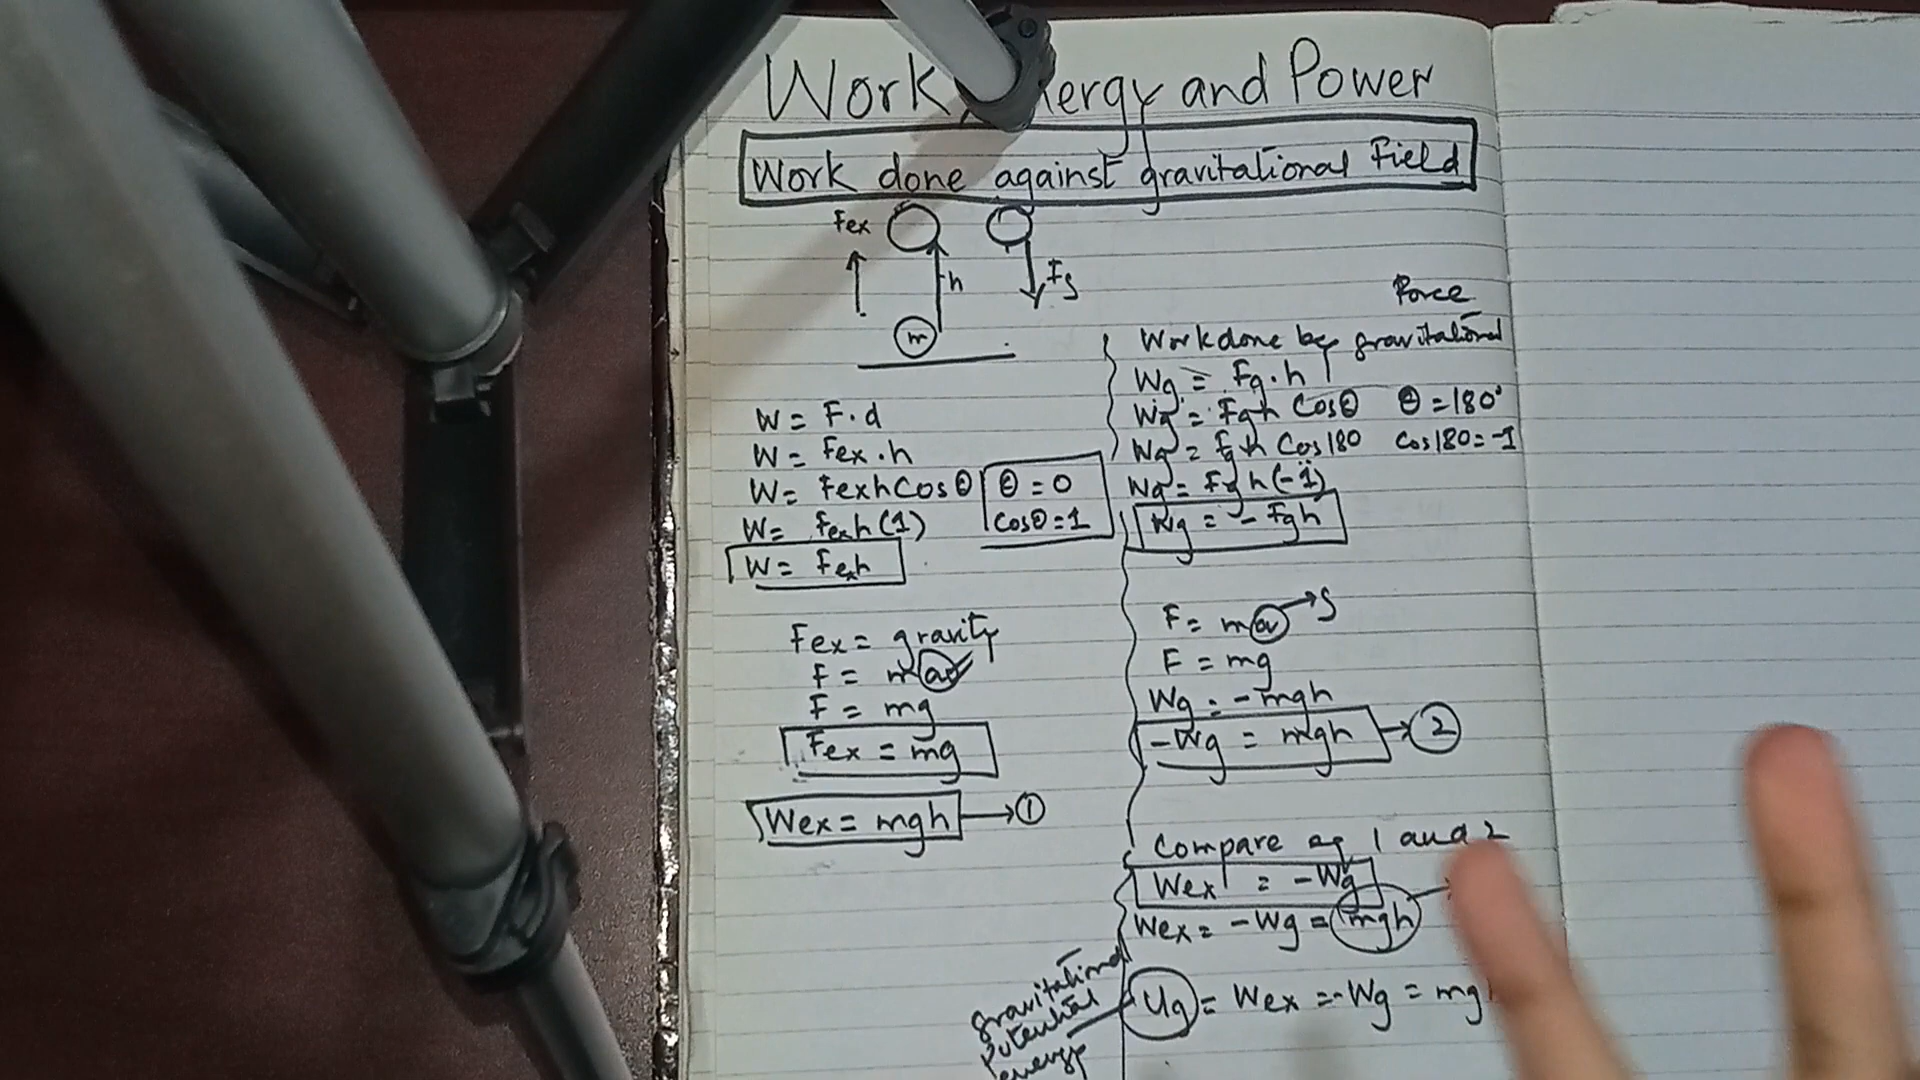 Work, ergy and Power
Work done against gravitational Field
Fex
h
Fg
m
W = F.d
W = Fex.h
W = FexhCosθ
θ = 0
Cosθ = 1
W = Fexh(1)
W = Fexh
Fex = gravity
F = ma
F = mg
Fex = mg
Wex = mgh → 1
Force
Workdone by gravitational
Wg = Fg.h
Wg = Fgh Cosθ θ = 180°
Wg = Fgh Cos180 Cos180 = -1
Wg = Fgh(-1)
Wg = -Fgh
F = ma → g
F = mg
Wg = -mgh
-Wg = mgh → 2
Compare eq 1 and 2
Wex = -Wg
Wex = -Wg = mgh
Ug = Wex = -Wg = mg
gravitational
Potential
energy